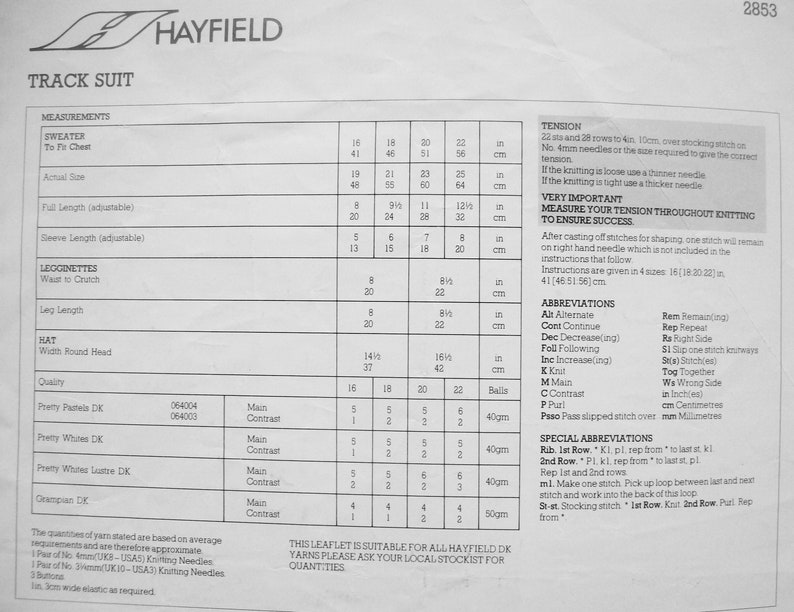 HAYFIELD
2853
TRACK SUIT
MEASUREMENTS
SWEATER
To Fit Chest 16 18 20 22 in
41 46 51 56 cm
Actual Size 19 21 23 25 in
48 55 60 64 cm
Full Length (adjustable) 8 9½ 11 12½ in
20 24 28 32 cm
Sleeve Length (adjustable) 5 6 7 8 in
13 15 18 20 cm
LEGGINETTES
Waist to Crutch 8 8½ in
20 22 cm
Leg Length 8 8½ in
20 22 cm
HAT
Width Round Head 14½ 16½ in
37 42 cm
Quality 16 18 20 22 Balls
Pretty Pastels DK 064004 Main 5 5 5 6 40gm
064003 Contrast 1 2 2 2
Pretty Whites DK Main 5 5 5 5 40gm
Contrast 1 2 2 2
Pretty Whites Lustre DK Main 5 5 6 6 40gm
Contrast 2 2 2 3
Grampian DK Main 4 4 4 4 50gm
Contrast 1 1 2 2
The quantities of yarn stated are based on average
requirements and are therefore approximate.
1 Pair of No. 4mm (UK8 – USA5) Knitting Needles.
1 Pair of No. 3¼mm (UK10 – USA3) Knitting Needles.
3 Buttons.
1in, 3cm wide elastic as required.
THIS LEAFLET IS SUITABLE FOR ALL HAYFIELD DK
YARNS PLEASE ASK YOUR LOCAL STOCKIST FOR
QUANTITIES.
TENSION
22 sts and 28 rows to 4in, 10cm, over stocking stitch on
No. 4mm needles or the size required to give the correct
tension.
If the knitting is loose use a thinner needle.
If the knitting is tight use a thicker needle.
VERY IMPORTANT
MEASURE YOUR TENSION THROUGHOUT KNITTING
TO ENSURE SUCCESS.
After casting off stitches for shaping, one stitch will remain
on right hand needle which is not included in the
instructions that follow.
Instructions are given in 4 sizes: 16 [18:20:22] in,
41 [46:51:56] cm.
ABBREVIATIONS
Alt Alternate
Cont Continue
Dec Decrease(ing)
Foll Following
Inc Increase(ing)
K Knit
M Main
C Contrast
P Purl
Psso Pass slipped stitch over
Rem Remain(ing)
Rep Repeat
Rs Right Side
Sl Slip one stitch knitways
St(s) Stitch(es)
Tog Together
Ws Wrong Side
in Inch(es)
cm Centimetres
mm Millimetres
SPECIAL ABBREVIATIONS
Rib. 1st Row. * K1, p1, rep from * to last st, k1.
2nd Row. * P1, k1, rep from * to last st, p1.
Rep 1st and 2nd rows.
m1. Make one stitch. Pick up loop between last and next
stitch and work into the back of this loop.
St-st. Stocking stitch. * 1st Row. Knit. 2nd Row. Purl. Rep
from *.